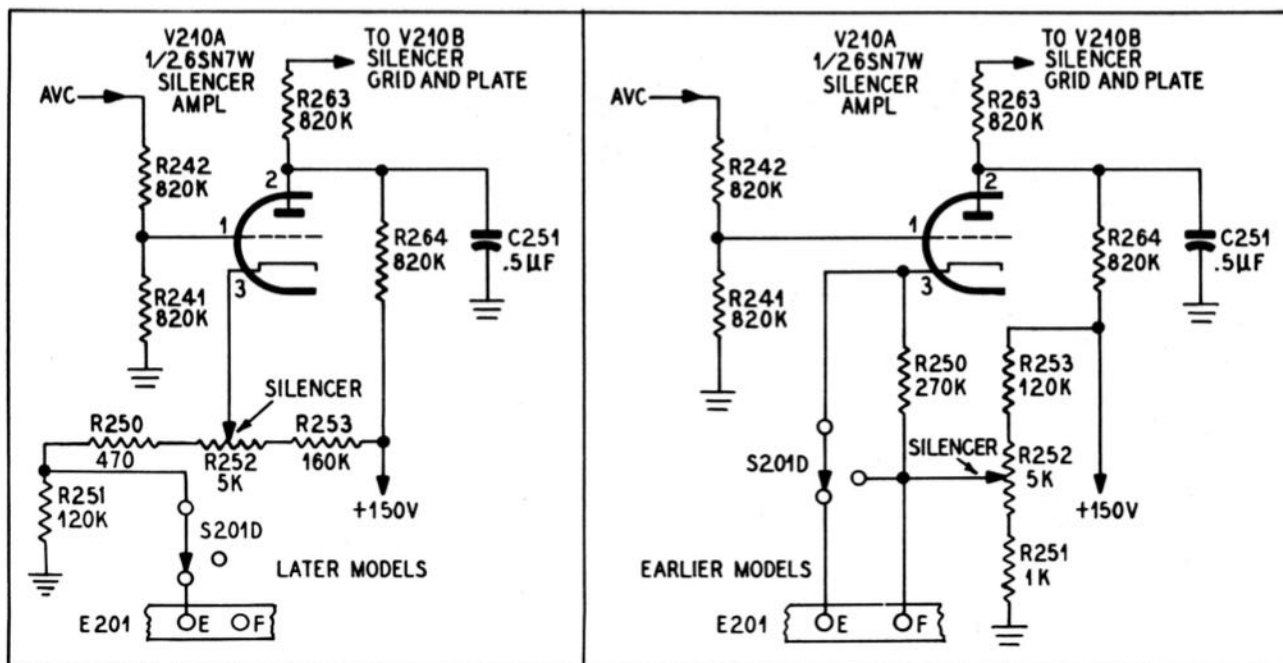 V210A
1/2 6SN7W
SILENCER
AMPL
TO V210B
SILENCER
GRID AND PLATE
AVC
R263
820K
R242
820K
2
1
3
R264
820K
C251
.5µF
R241
820K
SILENCER
R250
470
R252
5K
R253
160K
R251
120K
+150V
S201D
LATER MODELS
E201
E
F
V210A
1/2 6SN7W
SILENCER
AMPL
TO V210B
SILENCER
GRID AND PLATE
AVC
R263
820K
R242
820K
2
1
3
R264
820K
C251
.5µF
R241
820K
R250
270K
R253
120K
SILENCER
S201D
R252
5K
+150V
R251
1K
EARLIER MODELS
E201
E
F